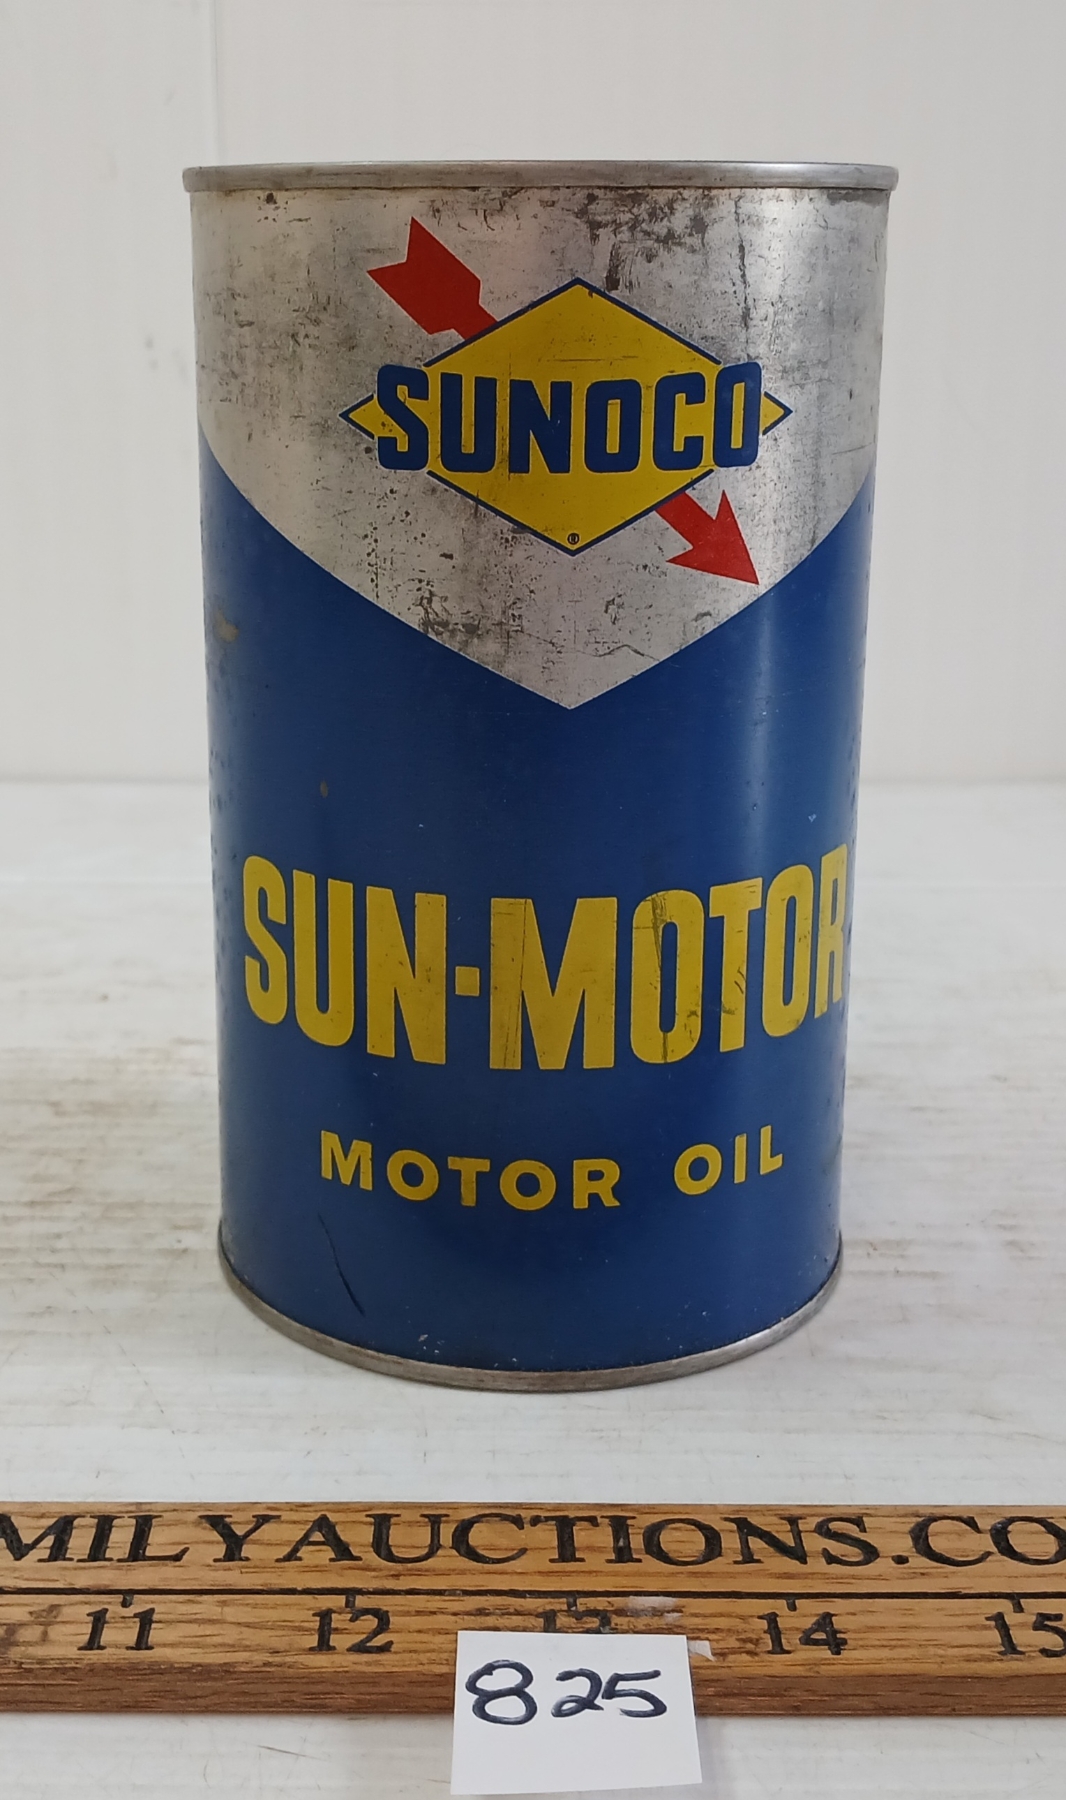 SUNOCO
®
SUN-MOTOR
MOTOR OIL
MILYAUCTIONS.CO
11 12 13 14 15
825